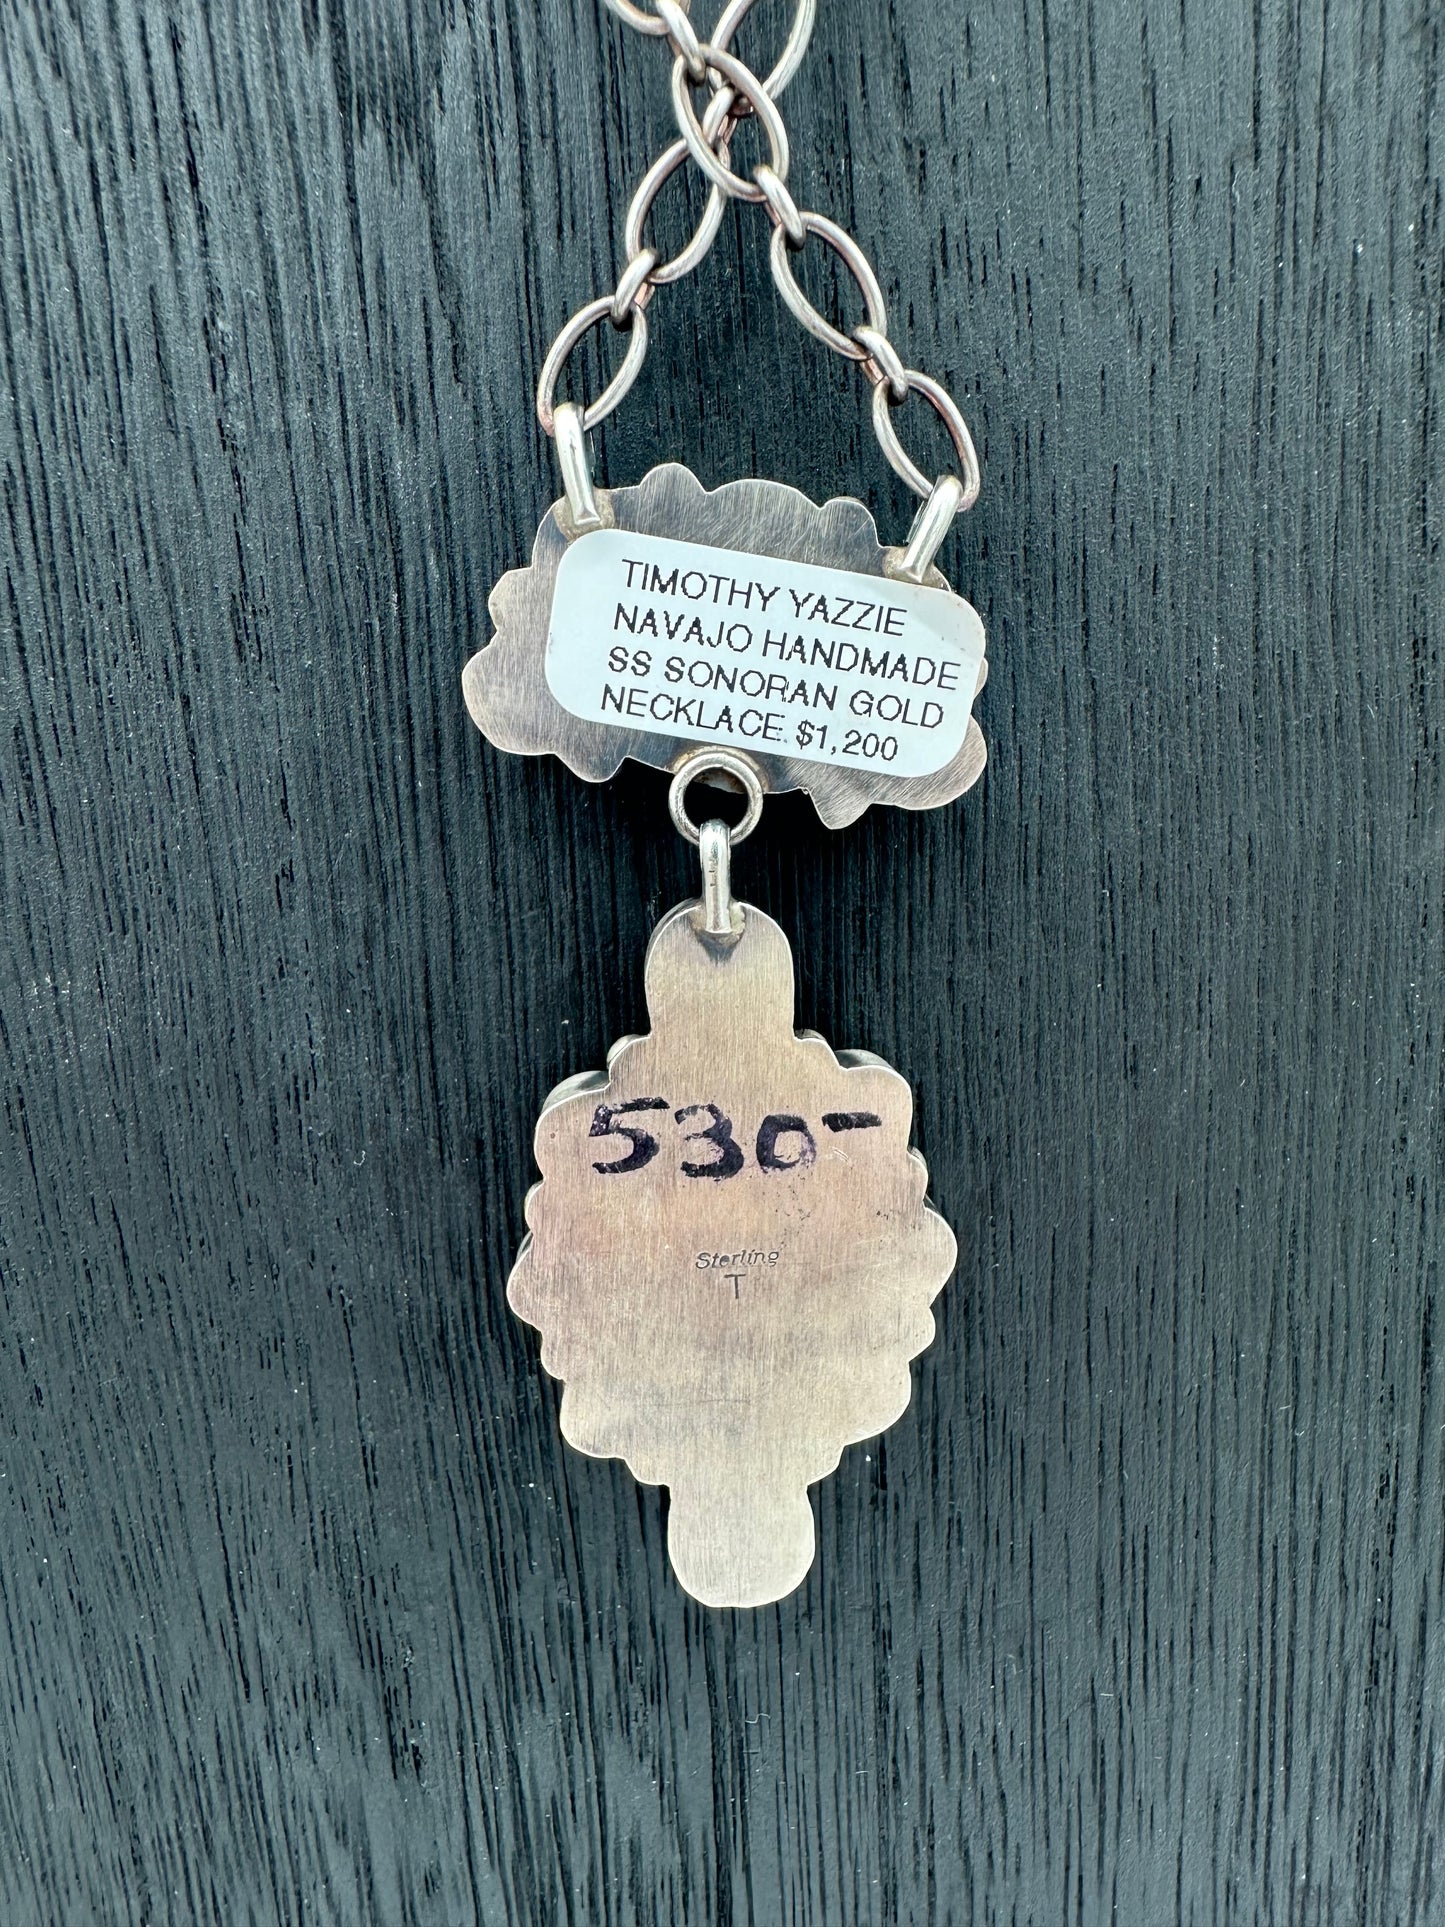 TIMOTHY YAZZIE
NAVAJO HANDMADE
SS SONORAN GOLD
NECKLACE. $1,200
530-
Sterling
T